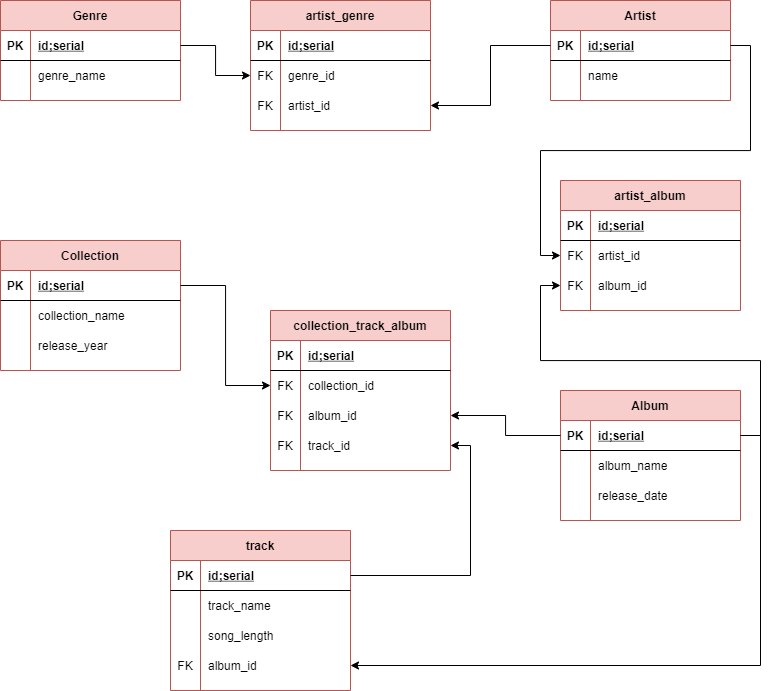 Genre
PK id;serial
genre_name
artist_genre
PK id;serial
FK genre_id
FK artist_id
Artist
PK id;serial
name
artist_album
PK id;serial
FK artist_id
FK album_id
Collection
PK id;serial
collection_name
release_year
collection_track_album
PK id;serial
FK collection_id
FK album_id
FK track_id
Album
PK id;serial
album_name
release_date
track
PK id;serial
track_name
song_length
FK album_id